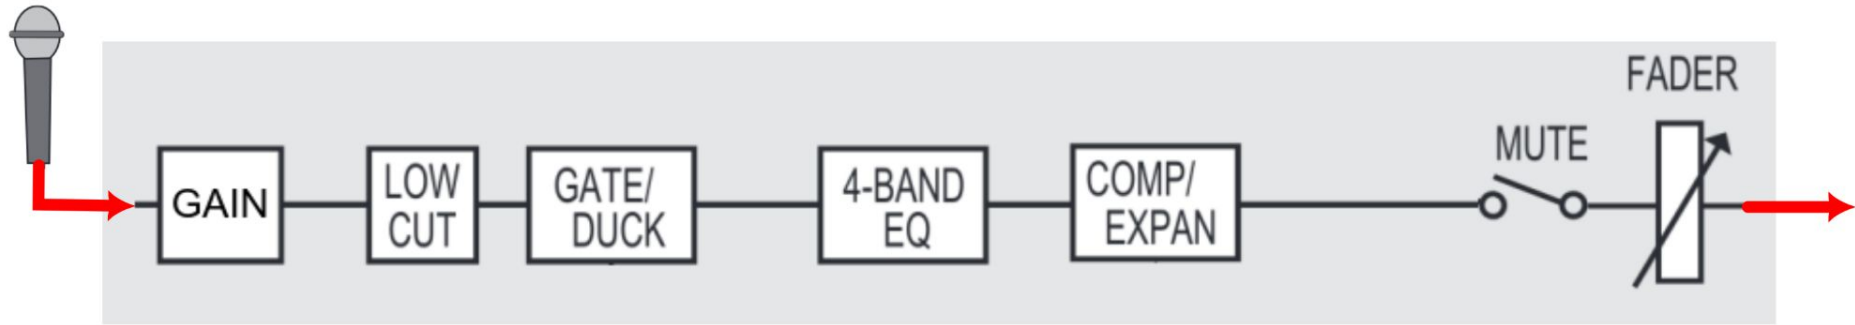 GAIN
LOW
CUT
GATE/
DUCK
4-BAND
EQ
COMP/
EXPAN
MUTE
FADER